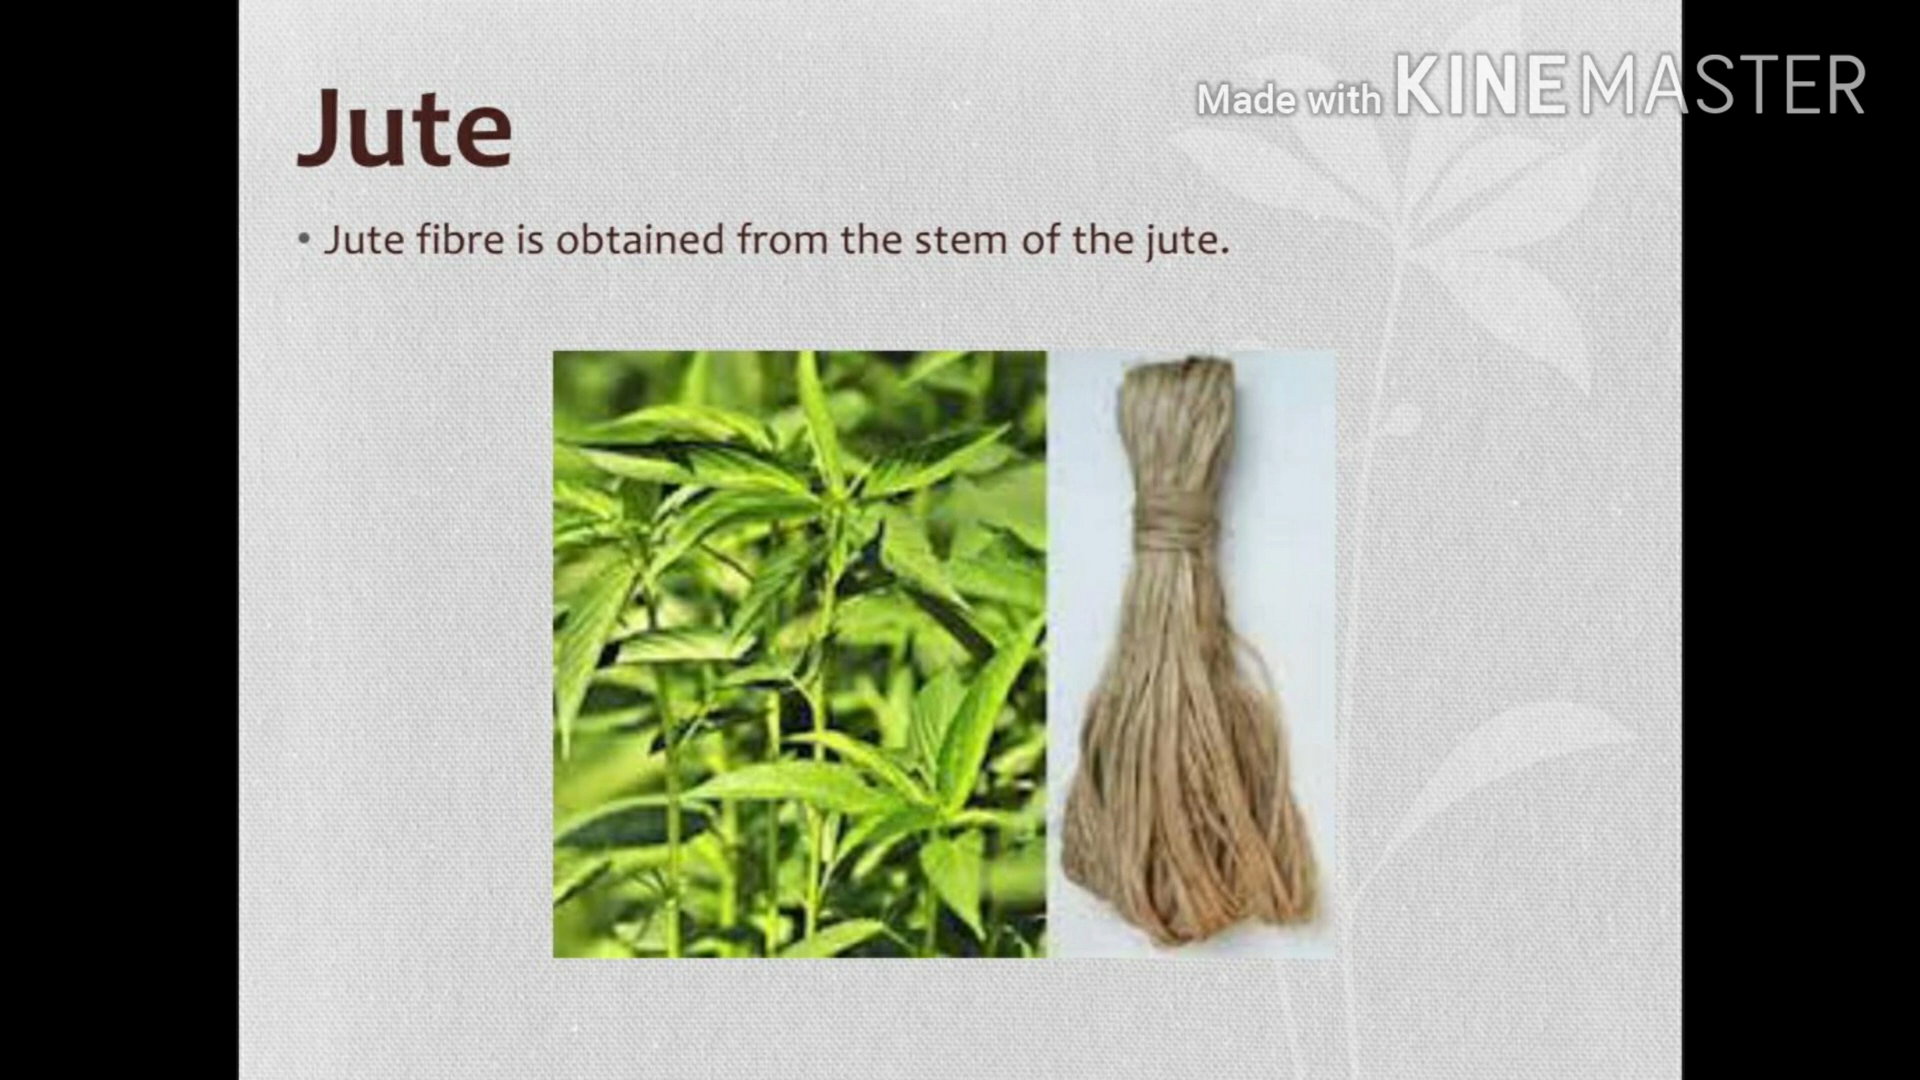 Made with KINEMASTER
Jute
• Jute fibre is obtained from the stem of the jute.